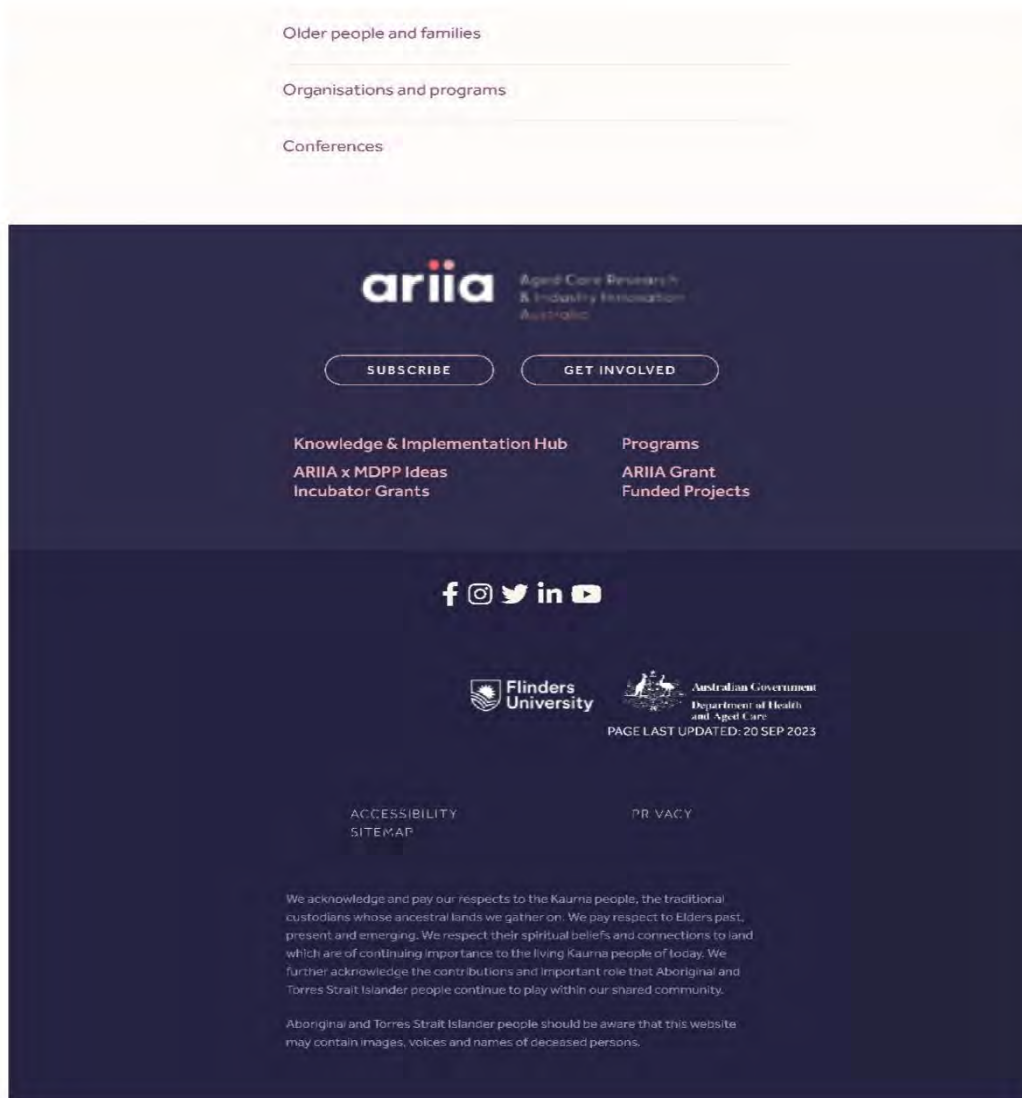 Older people and families
Organisations and programs
Conferences
ariia
Aged Care Research
& Industry Innovation
Australia
SUBSCRIBE
GET INVOLVED
Knowledge & Implementation Hub
Programs
ARIIA x MDPP Ideas
Incubator Grants
ARIIA Grant
Funded Projects
Flinders
University
Australian Government
Department of Health
and Aged Care
PAGE LAST UPDATED: 20 SEP 2023
ACCESSIBILITY
PRIVACY
SITEMAP
We acknowledge and pay our respects to the Kaurna people, the traditional
custodians whose ancestral lands we gather on. We pay respect to Elders past,
present and emerging. We respect their spiritual beliefs and connections to land
which are of continuing importance to the living Kaurna people of today. We
further acknowledge the contributions and important role that Aboriginal and
Torres Strait Islander people continue to play within our shared community.
Aboriginal and Torres Strait Islander people should be aware that this website
may contain images, voices and names of deceased persons.